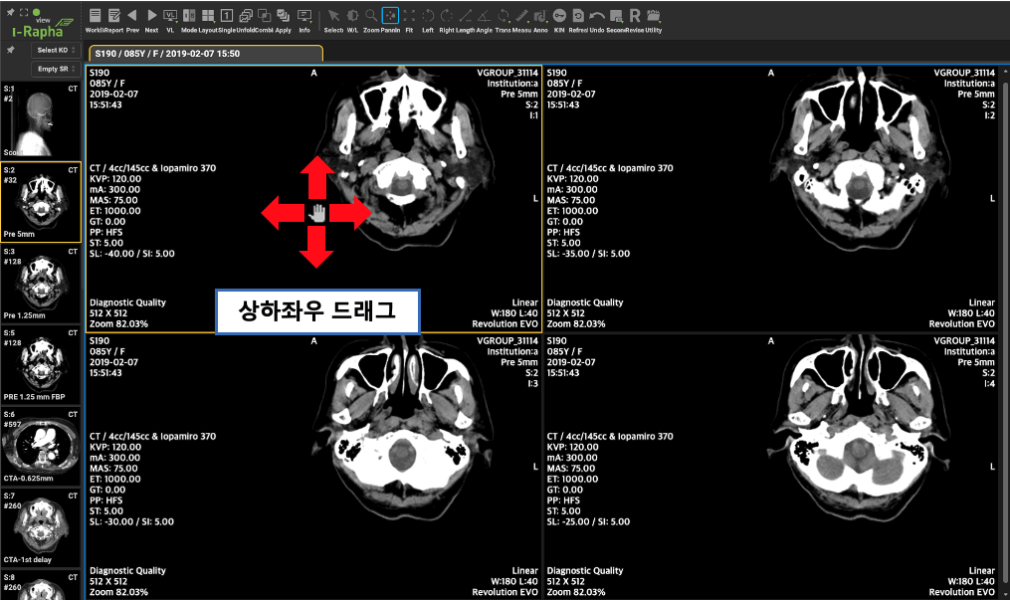 view
i-Rapha
Worklist Report Prev Next VL Mode Layout Single Unfold Combi Apply Info Select W/L Zoom Pannin Fit Left Right Length Angle Trans Meas Anno KIN Refresh Undo Secon Revise Utility
Select KO
Empty SR
S190 / 085Y / F / 2019-02-07 15:50
S:1 CT
#2
S:2 CT
#32
Pre 5mm
S:3 CT
#128
Pre 1.25mm
S:5 CT
#128
PRE 1.25 mm FBP
S:6 CT
#597
CTA-0.625mm
S:7 CT
#260
CTA-1st delay
S:8 CT
#260
S190
085Y / F
2019-02-07
15:51:43
A
VGROUP_31114
Institution:a
Pre 5mm
S:2
I:1
CT / 4cc/145cc & Iopamiro 370
KVP: 120.00
mA: 300.00
MAS: 75.00
ET: 1000.00
GT: 0.00
PP: HFS
ST: 5.00
SL: -40.00 / SI: 5.00
L
상하좌우 드래그
Diagnostic Quality
512 X 512
Zoom 82.03%
Linear
W:180 L:40
Revolution EVO
S190
085Y / F
2019-02-07
15:51:43
A
VGROUP_31114
Institution:a
Pre 5mm
S:2
I:2
CT / 4cc/145cc & Iopamiro 370
KVP: 120.00
mA: 300.00
MAS: 75.00
ET: 1000.00
GT: 0.00
PP: HFS
ST: 5.00
SL: -35.00 / SI: 5.00
L
Diagnostic Quality
512 X 512
Zoom 82.03%
Linear
W:180 L:40
Revolution EVO
S190
085Y / F
2019-02-07
15:51:43
A
VGROUP_31114
Institution:a
Pre 5mm
S:2
I:3
CT / 4cc/145cc & Iopamiro 370
KVP: 120.00
mA: 300.00
MAS: 75.00
ET: 1000.00
GT: 0.00
PP: HFS
ST: 5.00
SL: -30.00 / SI: 5.00
L
Diagnostic Quality
512 X 512
Zoom 82.03%
Linear
W:180 L:40
Revolution EVO
S190
085Y / F
2019-02-07
15:51:43
A
VGROUP_31114
Institution:a
Pre 5mm
S:2
I:4
CT / 4cc/145cc & Iopamiro 370
KVP: 120.00
mA: 300.00
MAS: 75.00
ET: 1000.00
GT: 0.00
PP: HFS
ST: 5.00
SL: -25.00 / SI: 5.00
L
Diagnostic Quality
512 X 512
Zoom 82.03%
Linear
W:180 L:40
Revolution EVO